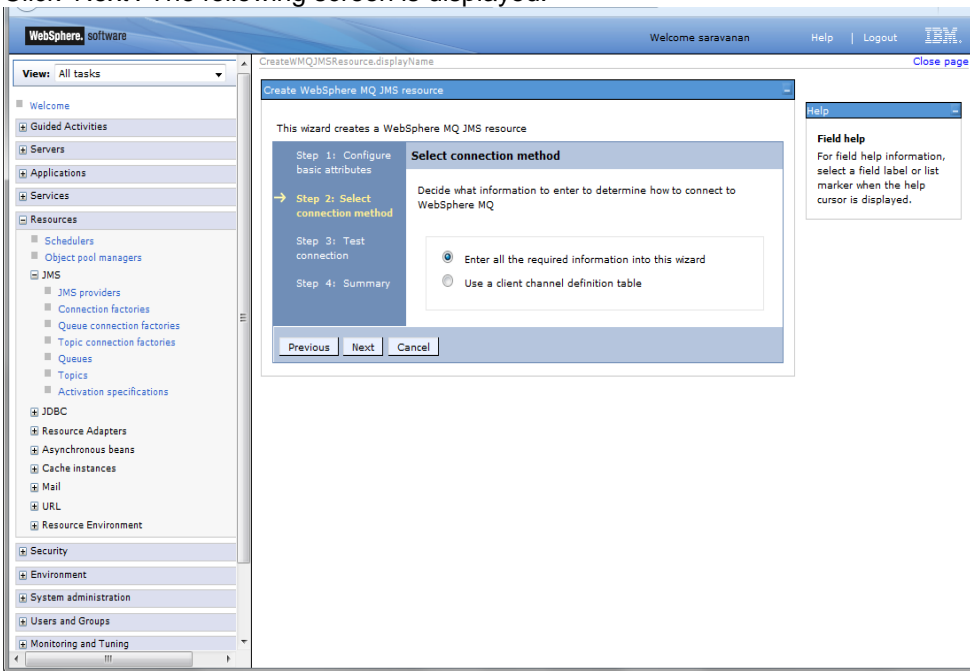 Click 'Next'. The following screen is displayed:
WebSphere. software
Welcome saravanan
Help | Logout
IBM.
View: All tasks
CreateWMQJMSResource.displayName
Close page
Welcome
Guided Activities
Servers
Applications
Services
Resources
Schedulers
Object pool managers
JMS
JMS providers
Connection factories
Queue connection factories
Topic connection factories
Queues
Topics
Activation specifications
JDBC
Resource Adapters
Asynchronous beans
Cache instances
Mail
URL
Resource Environment
Security
Environment
System administration
Users and Groups
Monitoring and Tuning
Create WebSphere MQ JMS resource
This wizard creates a WebSphere MQ JMS resource
Step 1: Configure
basic attributes
Step 2: Select
connection method
Step 3: Test
connection
Step 4: Summary
Select connection method
Decide what information to enter to determine how to connect to
WebSphere MQ
Enter all the required information into this wizard
Use a client channel definition table
Previous Next Cancel
Help
Field help
For field help information,
select a field label or list
marker when the help
cursor is displayed.